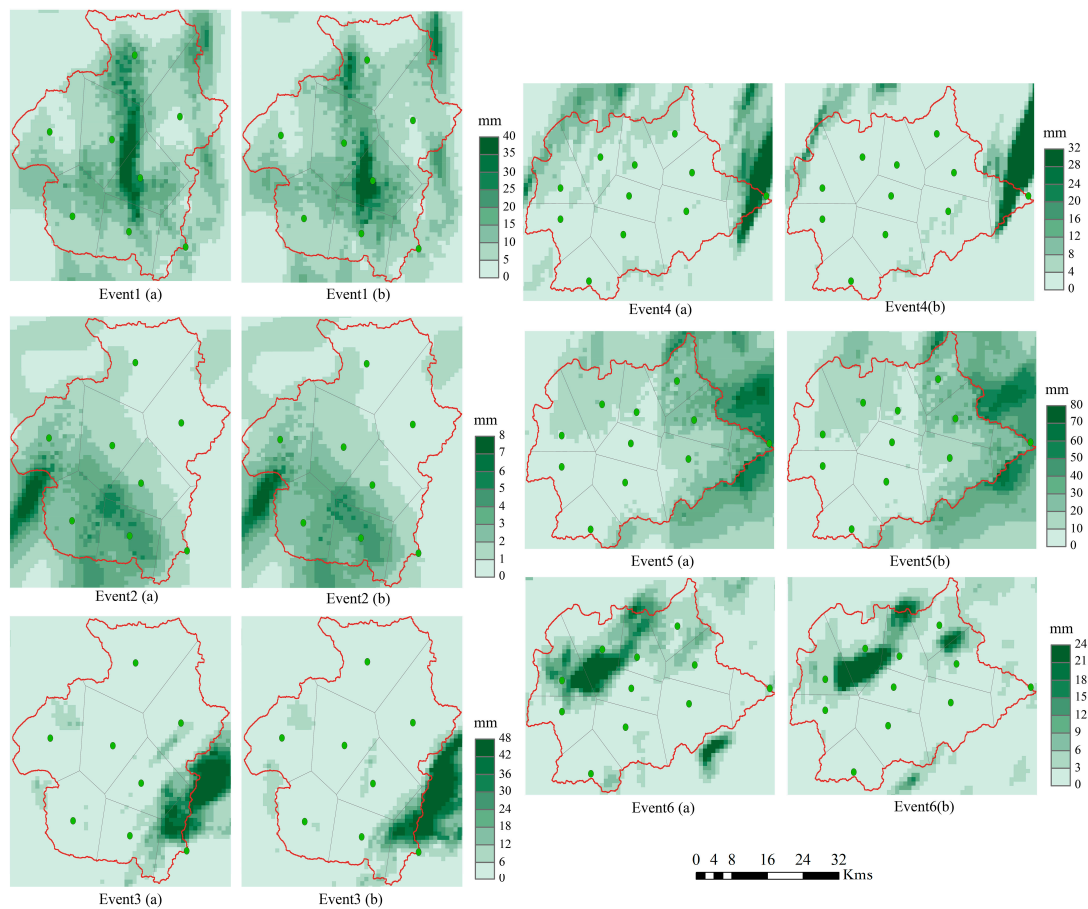 mm
40
35
30
25
20
15
10
5
0
Event1 (a)
Event1 (b)
mm
32
28
24
20
16
12
8
4
0
Event4 (a)
Event4(b)
mm
8
7
6
5
4
3
2
1
0
Event2 (a)
Event2 (b)
mm
80
70
60
50
40
30
20
10
0
Event5 (a)
Event5(b)
mm
48
42
36
30
24
18
12
6
0
Event3 (a)
Event3 (b)
mm
24
21
18
15
12
9
6
3
0
Event6 (a)
Event6(b)
0 4 8 16 24 32
Kms